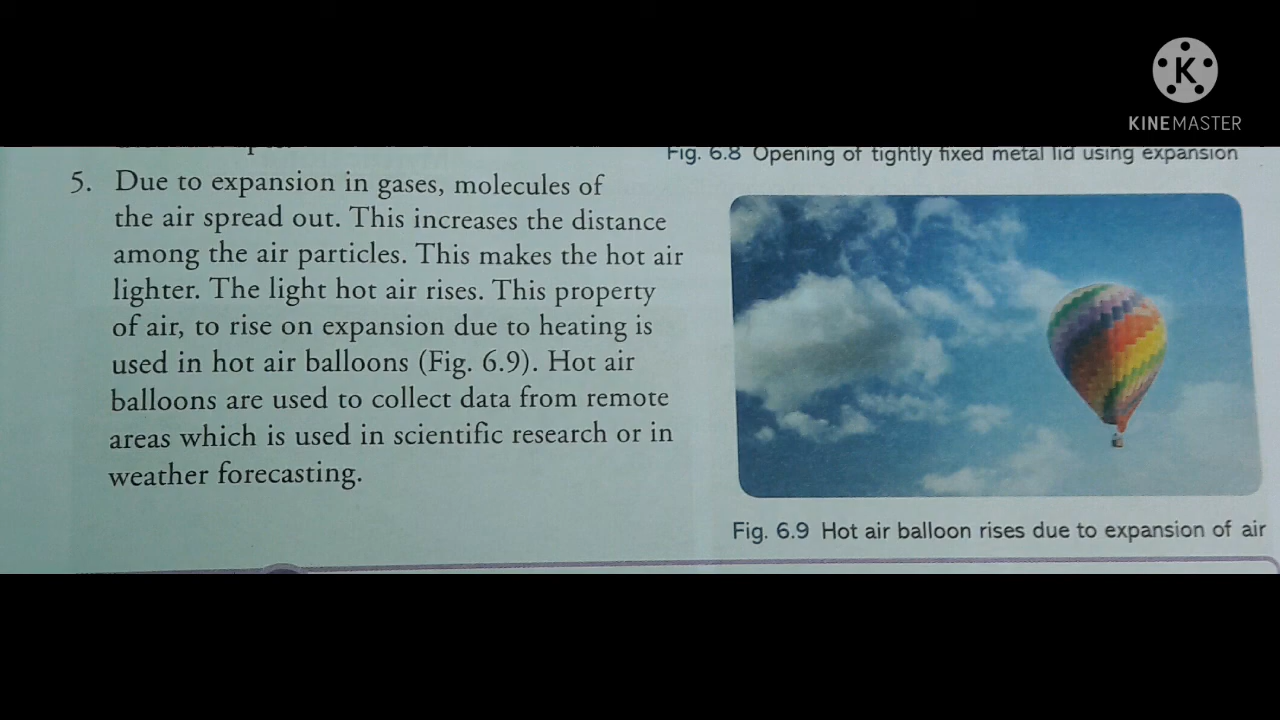 KINEMASTER
Fig. 6.8 Opening of tightly fixed metal lid using expansion
5. Due to expansion in gases, molecules of
the air spread out. This increases the distance
among the air particles. This makes the hot air
lighter. The light hot air rises. This property
of air, to rise on expansion due to heating is
used in hot air balloons (Fig. 6.9). Hot air
balloons are used to collect data from remote
areas which is used in scientific research or in
weather forecasting.
Fig. 6.9 Hot air balloon rises due to expansion of air